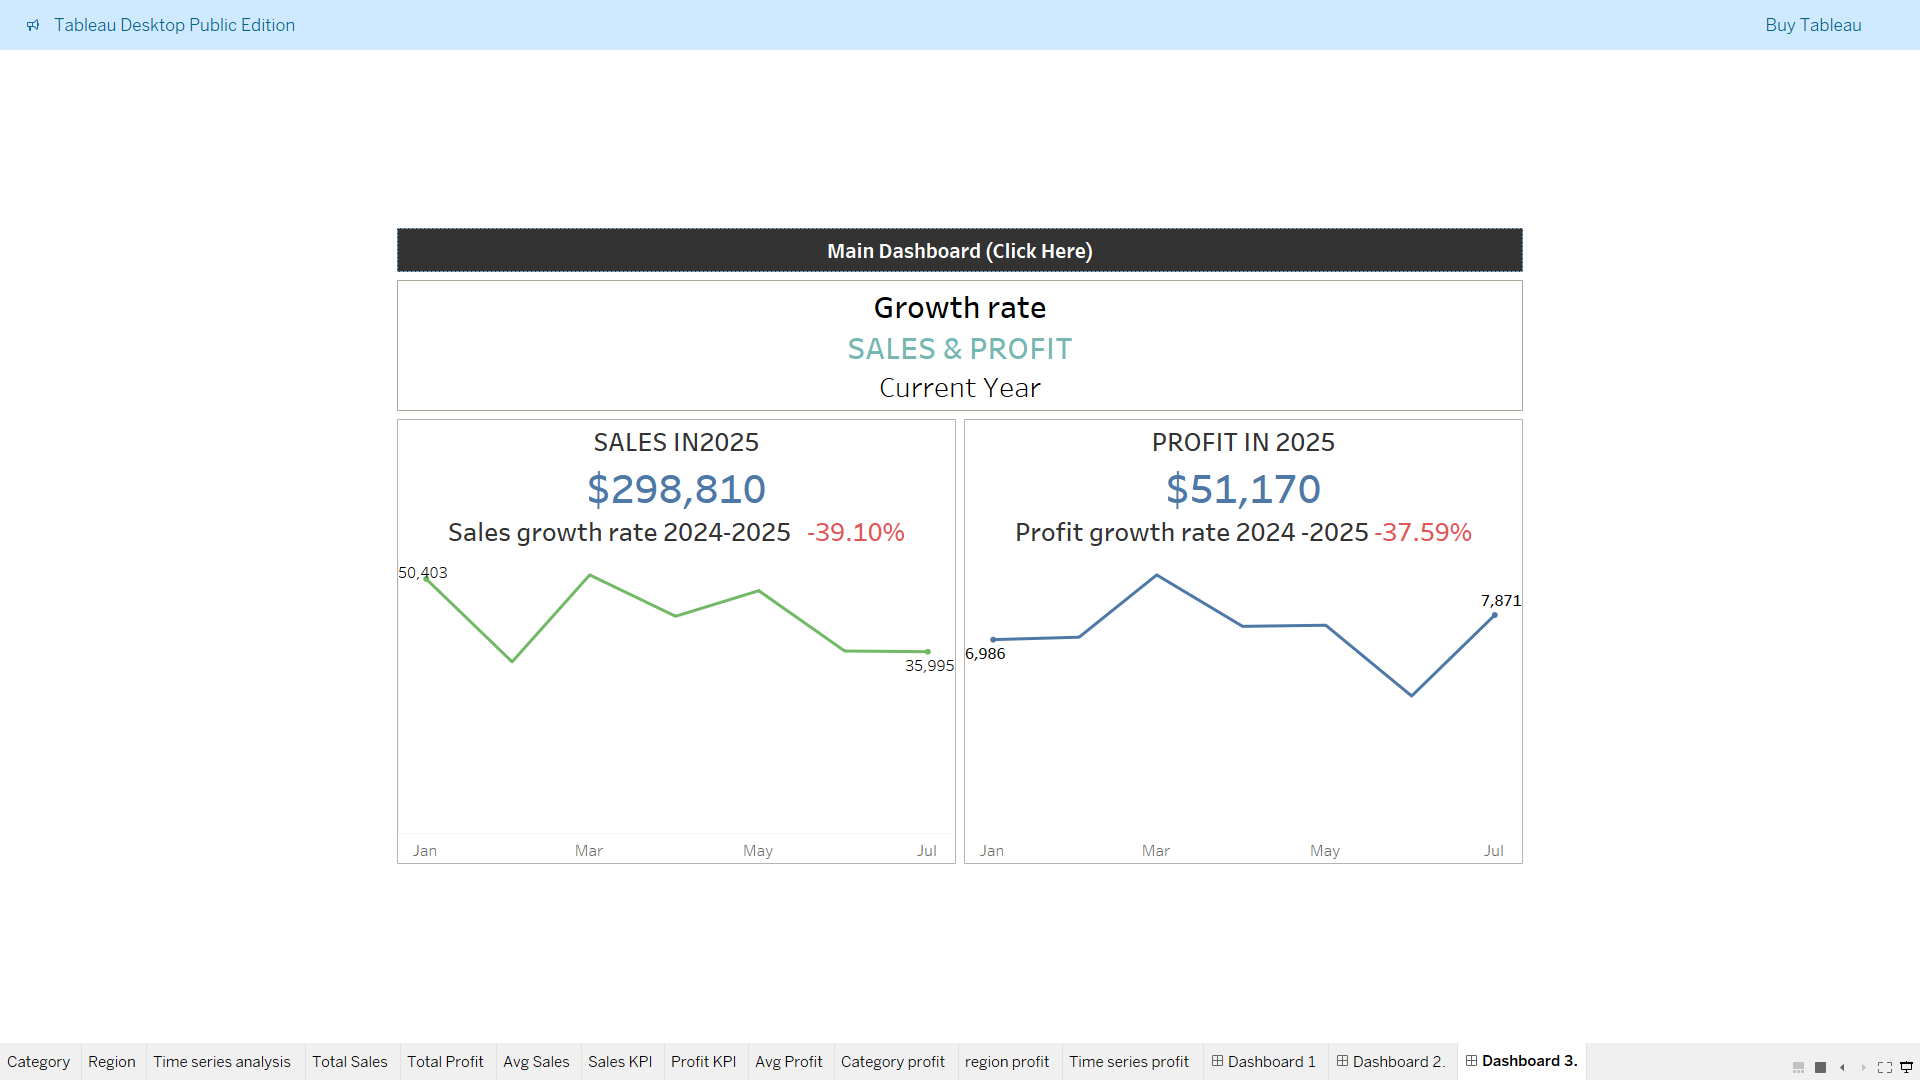 Tableau Desktop Public Edition
Buy Tableau
Main Dashboard (Click Here)
Growth rate
SALES & PROFIT
Current Year
SALES IN2025
$298,810
Sales growth rate 2024-2025 -39.10%
50,403
35,995
Jan Mar May Jul
PROFIT IN 2025
$51,170
Profit growth rate 2024 -2025 -37.59%
7,871
6,986
Jan Mar May Jul
Category Region Time series analysis Total Sales Total Profit Avg Sales Sales KPI Profit KPI Avg Profit Category profit region profit Time series profit Dashboard 1 Dashboard 2. Dashboard 3.